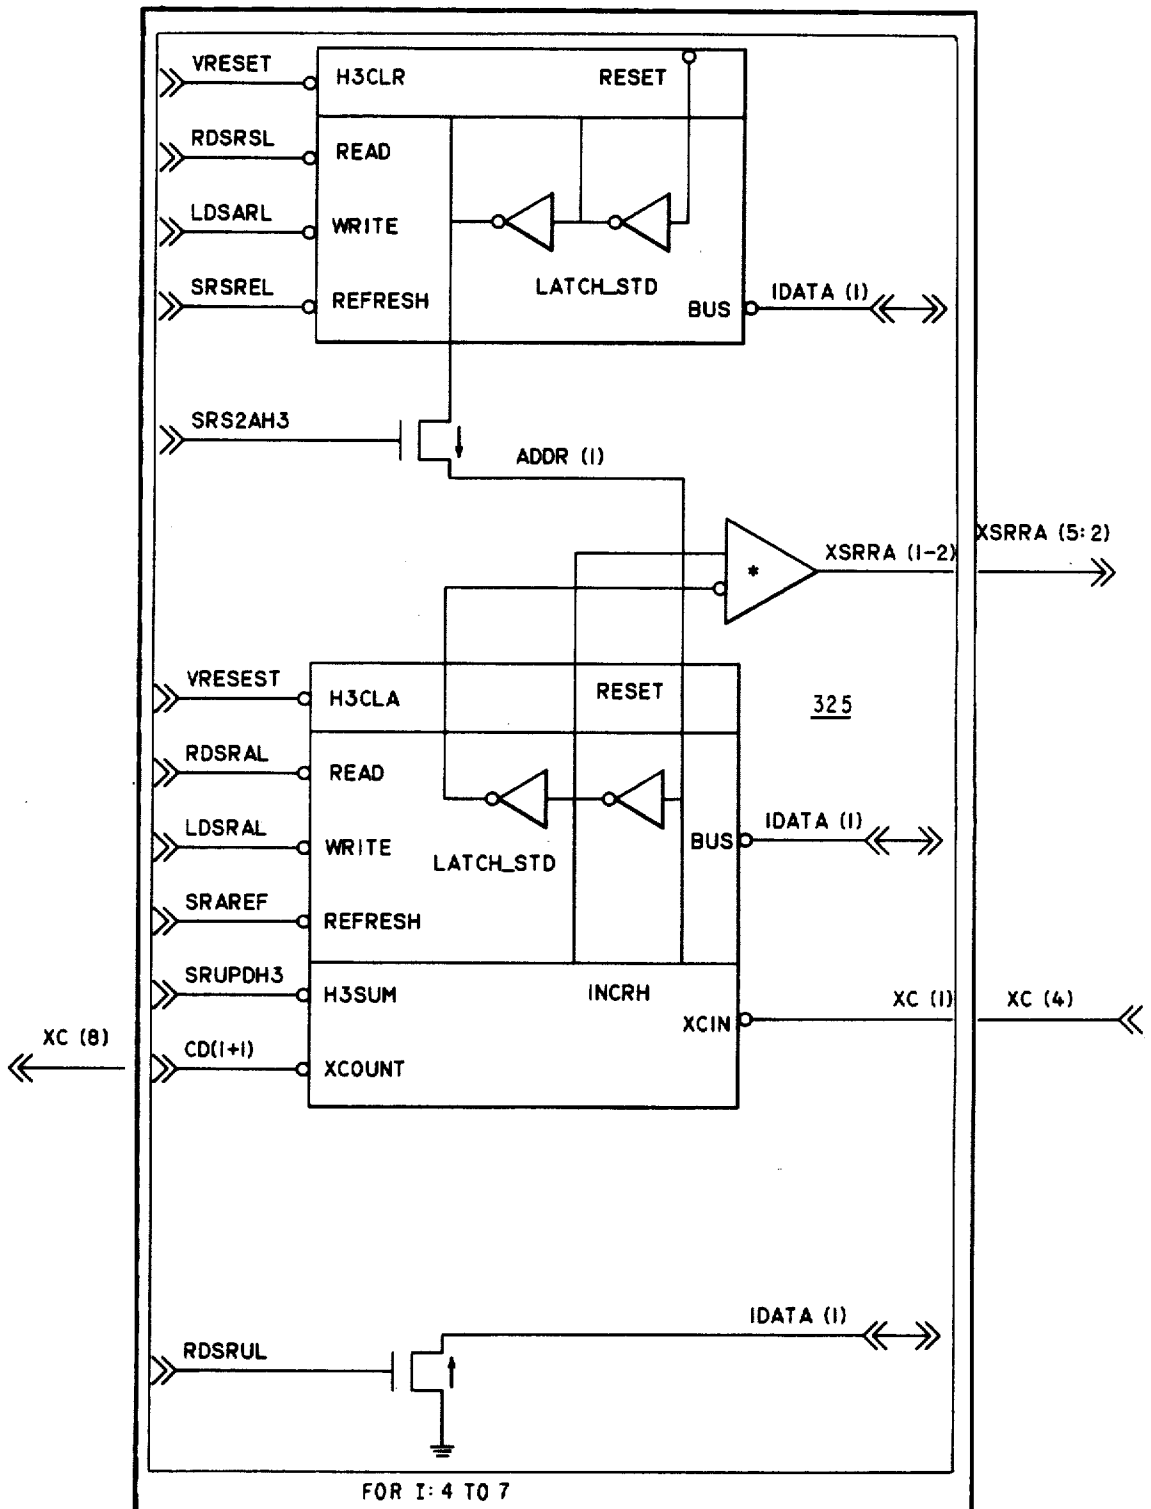 VRESET
H3CLR
RESET
RDSRSL
READ
LDSARL
WRITE
SRSREL
REFRESH
LATCH_STD
BUS
IDATA (I)
SRS2AH3
ADDR (I)
*
XSRRA (I-2)
XSRRA (5:2)
VRESEST
H3CLA
RESET
325
RDSRAL
READ
LDSRAL
WRITE
LATCH_STD
BUS
IDATA (I)
SRAREF
REFRESH
SRUPDH3
H3SUM
INCRH
XCIN
XC (I)
XC (4)
XC (8)
CD(I+I)
XCOUNT
RDSRUL
IDATA (I)
FOR I: 4 TO 7